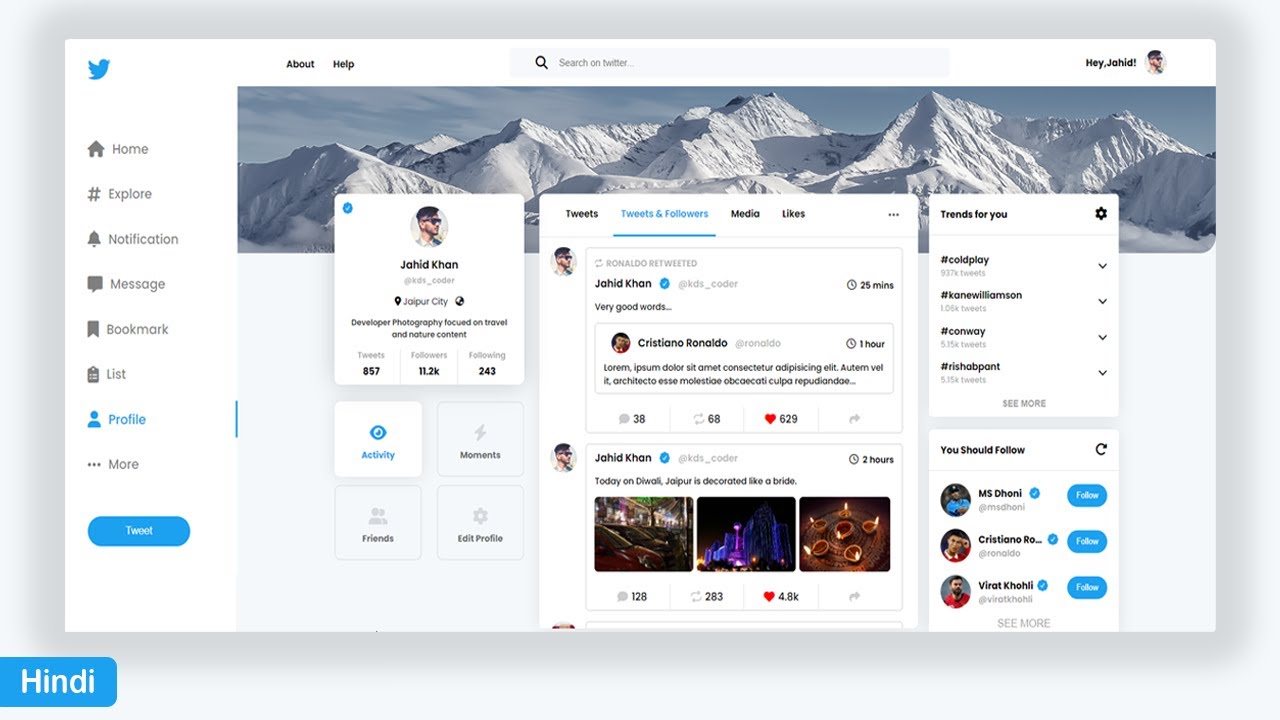 About Help
Search on twitter...
Hey,Jahid!
Home
Explore
Notification
Message
Bookmark
List
Profile
More
Tweet
Jahid Khan
@kds_coder
Jaipur City
Developer Photography focued on travel
and nature content
Tweets Followers Following
857 11.2k 243
Activity
Moments
Friends
Edit Profile
Tweets Tweets & Followers Media Likes
RONALDO RETWEETED
Jahid Khan @kds_coder 25 mins
Very good words...
Cristiano Ronaldo @ronaldo 1 hour
Lorem, ipsum dolor sit amet consectetur adipisicing elit. Autem vel
it, architecto esse molestiae obcaecati culpa repudiandae...
38 68 629
Jahid Khan @kds_coder 2 hours
Today on Diwali, Jaipur is decorated like a bride.
128 283 4.8k
Trends for you
#coldplay
937k tweets
#kanewilliamson
1.06k tweets
#conway
5.15k tweets
#rishabpant
5.15k tweets
SEE MORE
You Should Follow
MS Dhoni
@msdhoni
Follow
Cristiano Ro...
@ronaldo
Follow
Virat Khohli
@viratkhohli
Follow
SEE MORE
Hindi